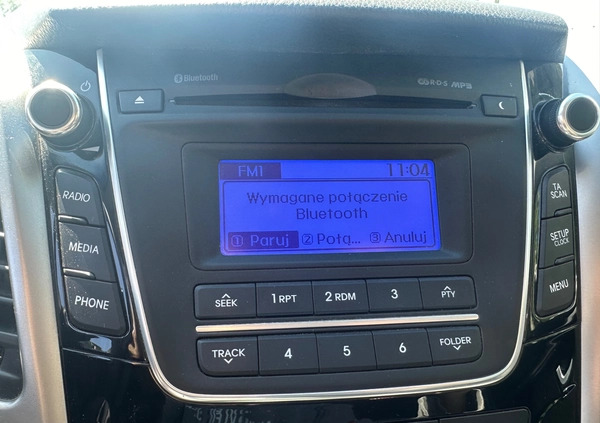 Bluetooth
R·D·S MP3
FM1 11:04
Wymagane połączenie
Bluetooth
1 Paruj 2 Połą... 3 Anuluj
RADIO
MEDIA
PHONE
TA
SCAN
SETUP
CLOCK
MENU
SEEK
1 RPT
2 RDM
3
PTY
TRACK
4
5
6
FOLDER